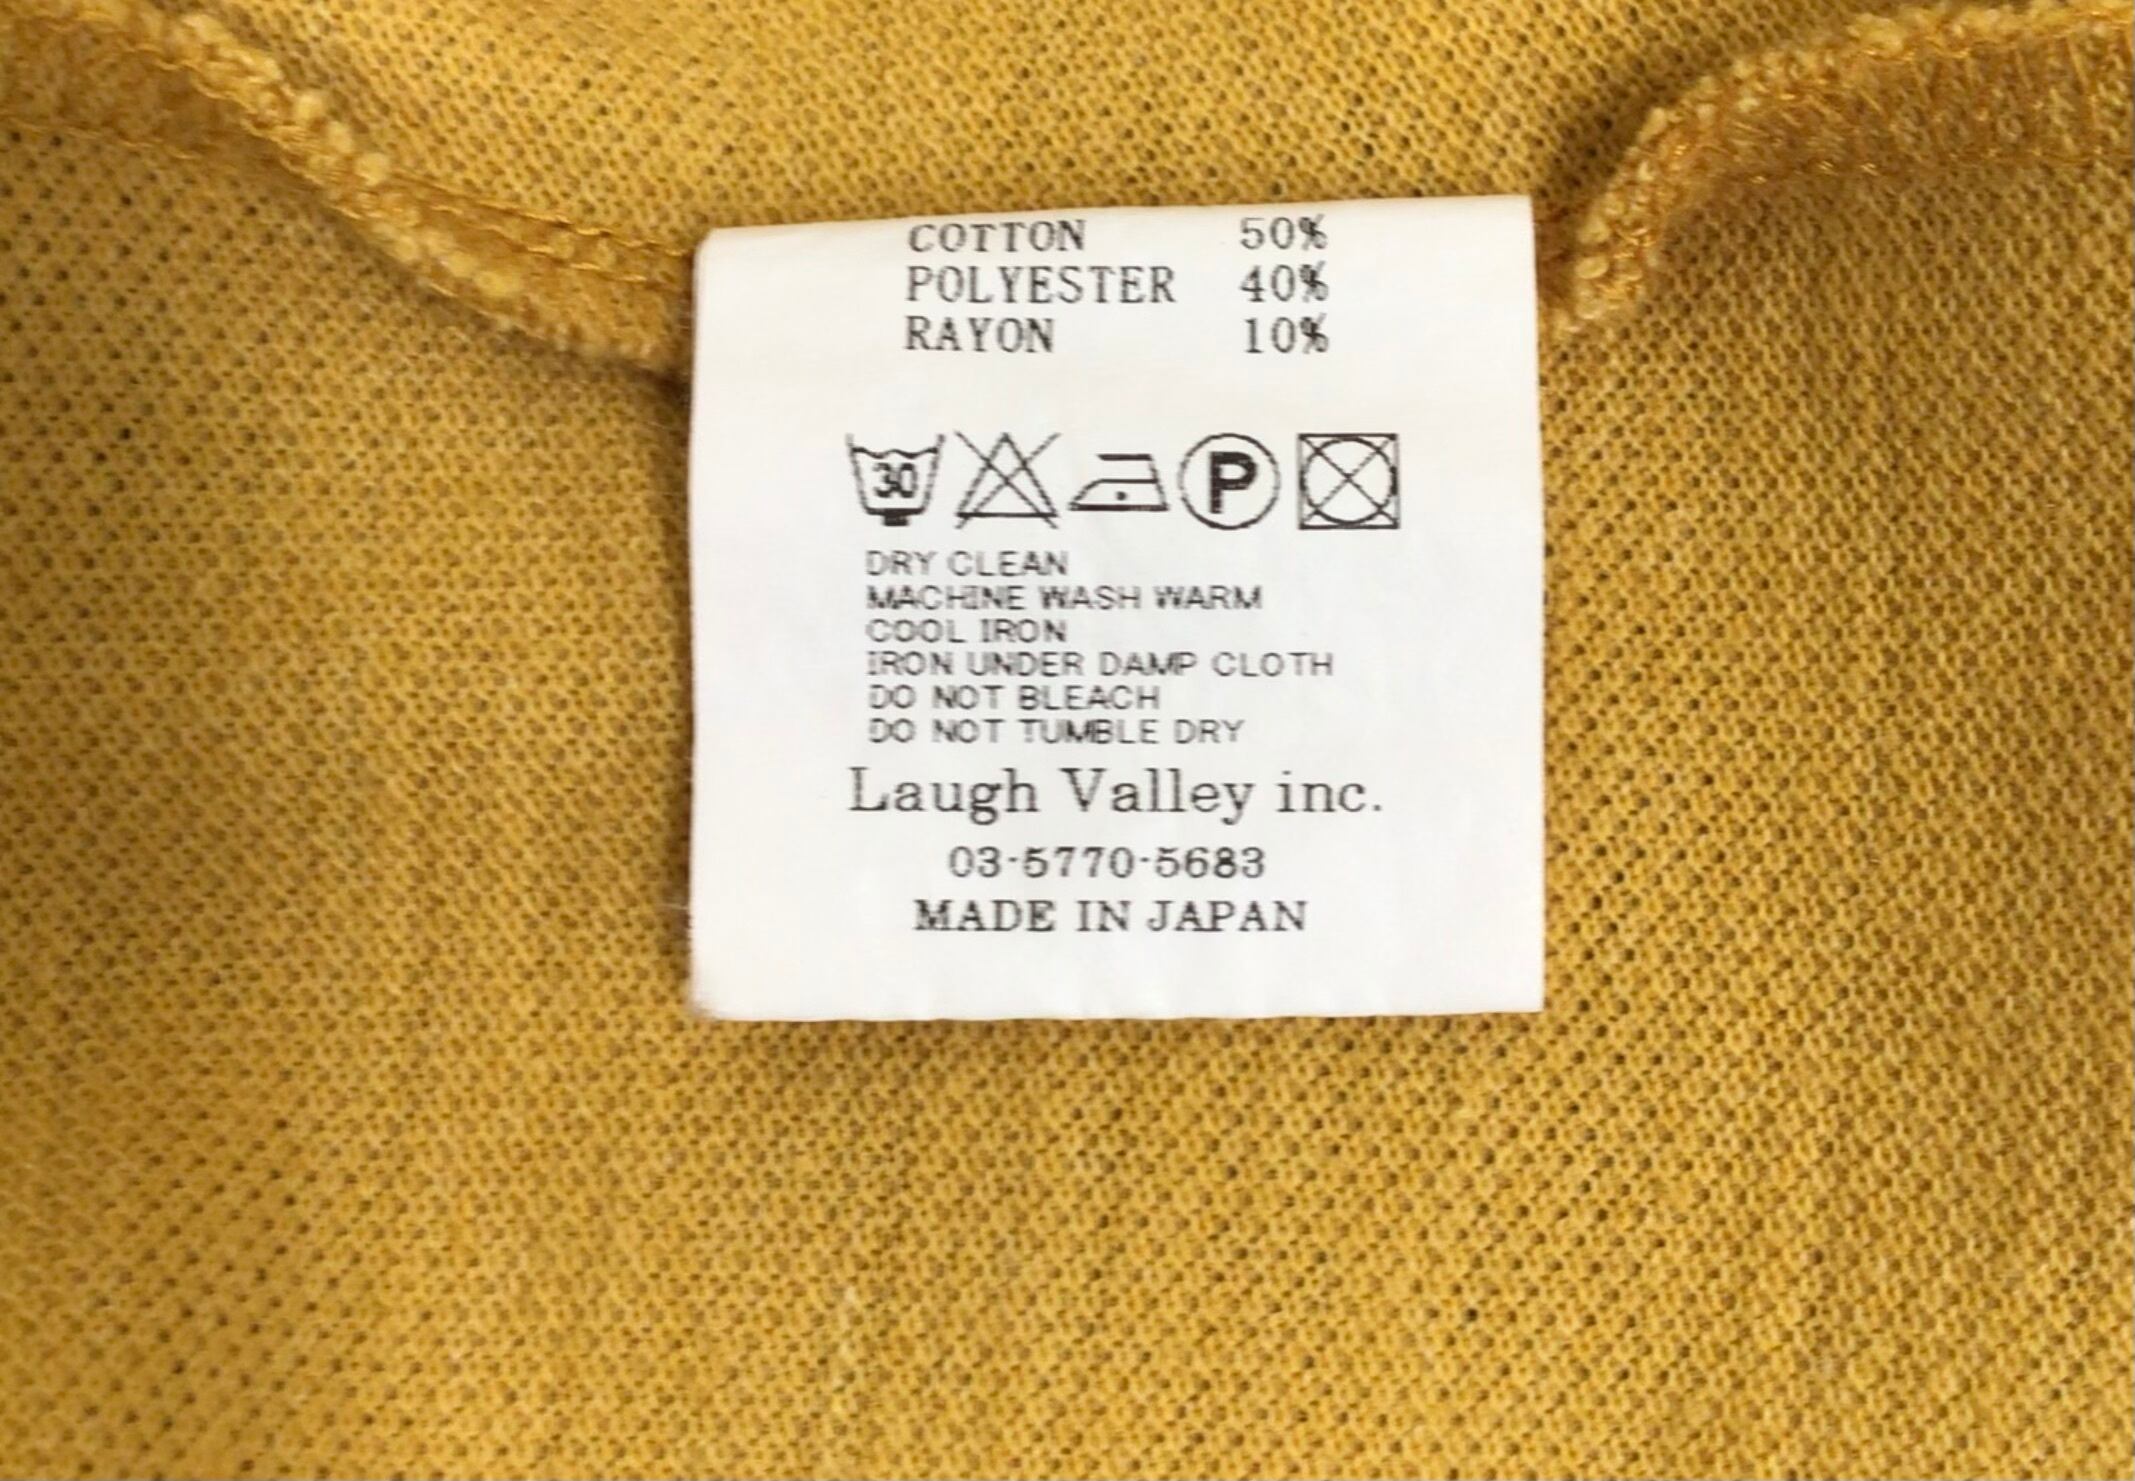 COTTON 50%
POLYESTER 40%
RAYON 10%
30 P
DRY CLEAN
MACHINE WASH WARM
COOL IRON
IRON UNDER DAMP CLOTH
DO NOT BLEACH
DO NOT TUMBLE DRY
Laugh Valley inc.
03-5770-5683
MADE IN JAPAN